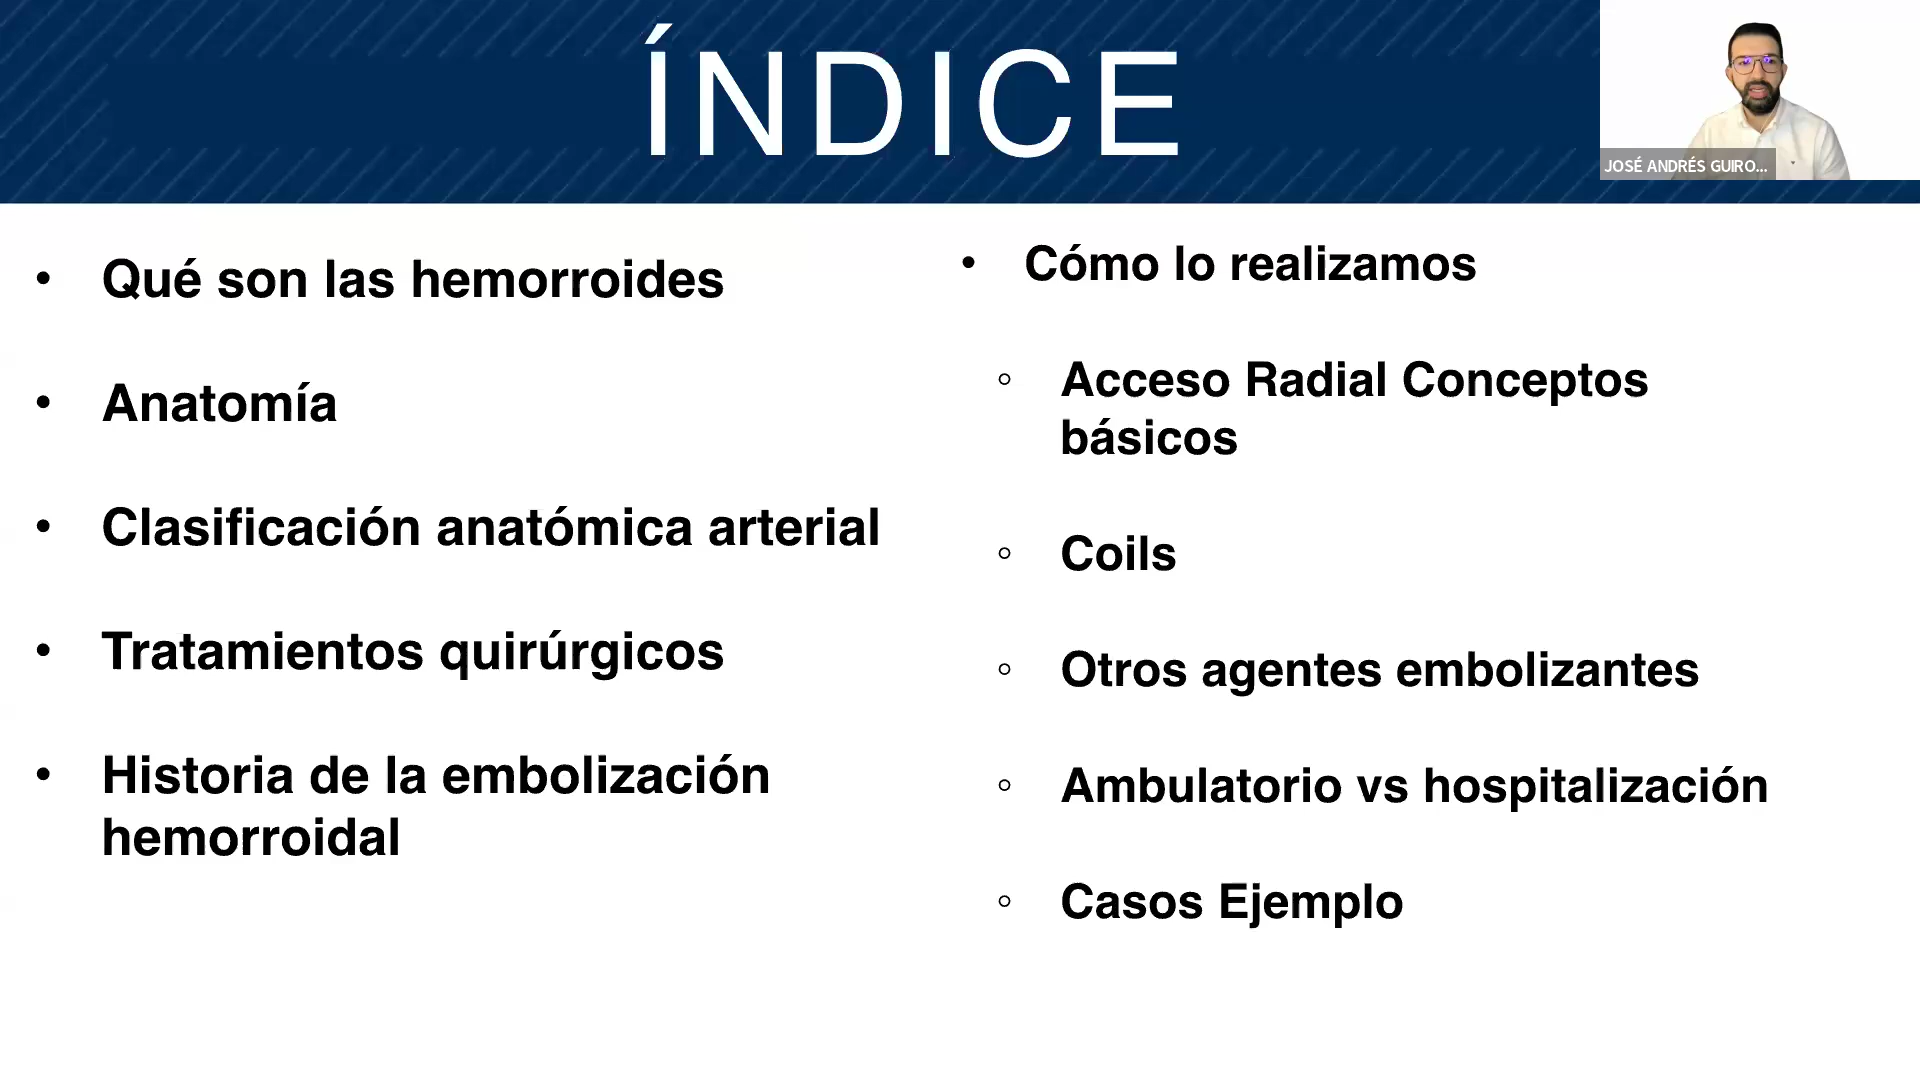 ÍNDICE
JOSÉ ANDRÉS GUIRO...
• Qué son las hemorroides
• Anatomía
• Clasificación anatómica arterial
• Tratamientos quirúrgicos
• Historia de la embolización
hemorroidal
• Cómo lo realizamos
◦ Acceso Radial Conceptos
básicos
◦ Coils
◦ Otros agentes embolizantes
◦ Ambulatorio vs hospitalización
◦ Casos Ejemplo